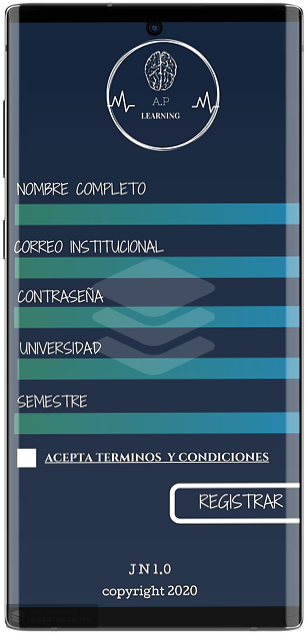 A.P
LEARNING
NOMBRE COMPLETO
CORREO INSTITUCIONAL
CONTRASEÑA
UNIVERSIDAD
SEMESTRE
ACEPTA TERMINOS Y CONDICIONES
REGISTRAR
J N 1.0
copyright 2020